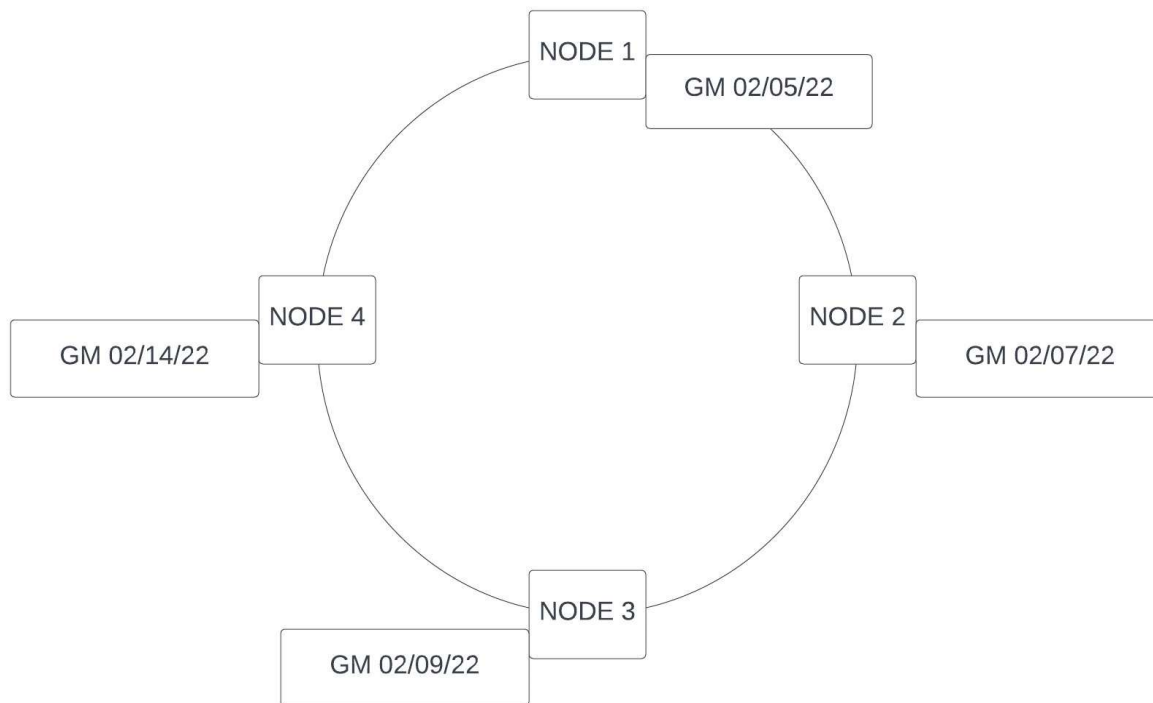 NODE 1
GM 02/05/22
NODE 4
NODE 2
GM 02/14/22
GM 02/07/22
NODE 3
GM 02/09/22